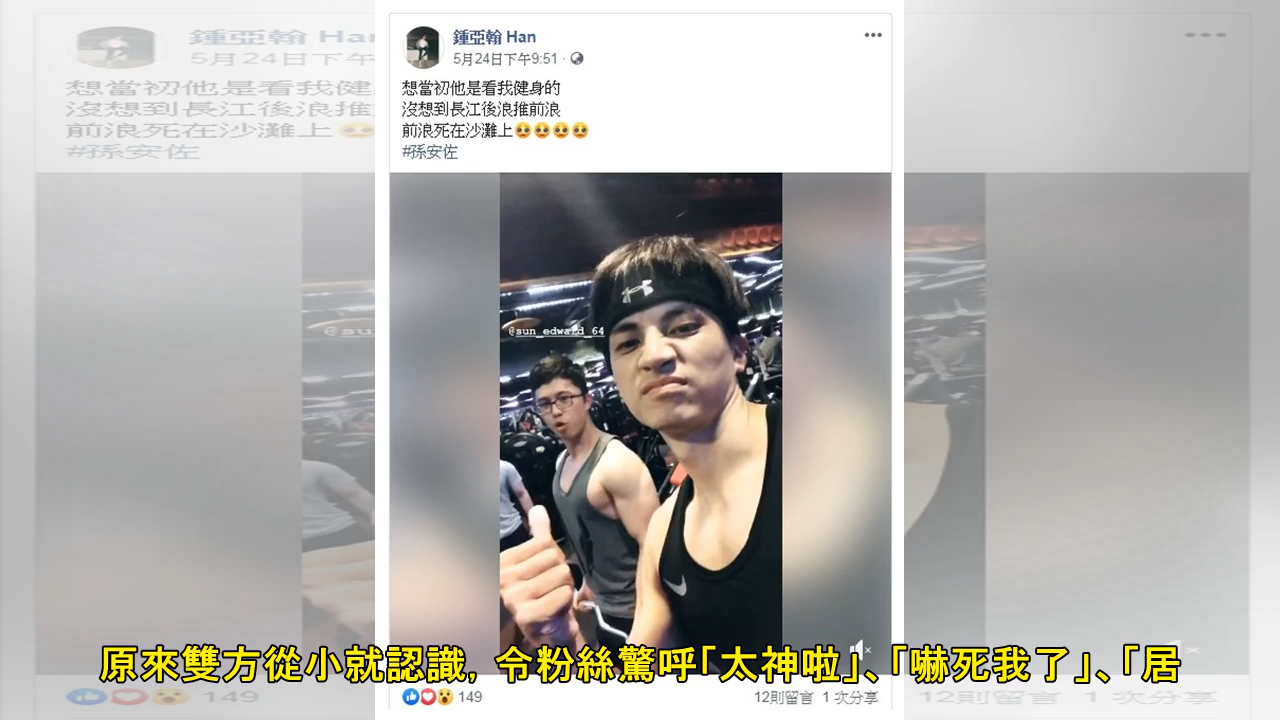 鍾亞翰 Han
5月24日下午9:51
想當初他是看我健身的
沒想到長江後浪推前浪
前浪死在沙灘上🥺🥺🥺🥺
#孫安佐
@sun_edward_64
原來雙方從小就認識, 令粉絲驚呼「太神啦」、「嚇死我了」、「居
149
12則留言 1 次分享